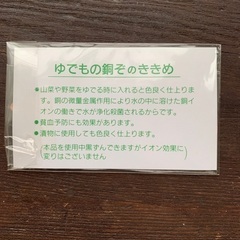 ゆでもの銅ぞのききめ
●山菜や野菜をゆでる時に入れると色良く仕上ります。銅の微量金属作用により水の中に溶けた銅イオンの動きで水が浄化殺菌されるからです。
●貧血予防にも効果があります。
●漬物に使用しても色良く仕上ります。
(本品を使用中黒ずんできますがイオン効果に
変りはございません)